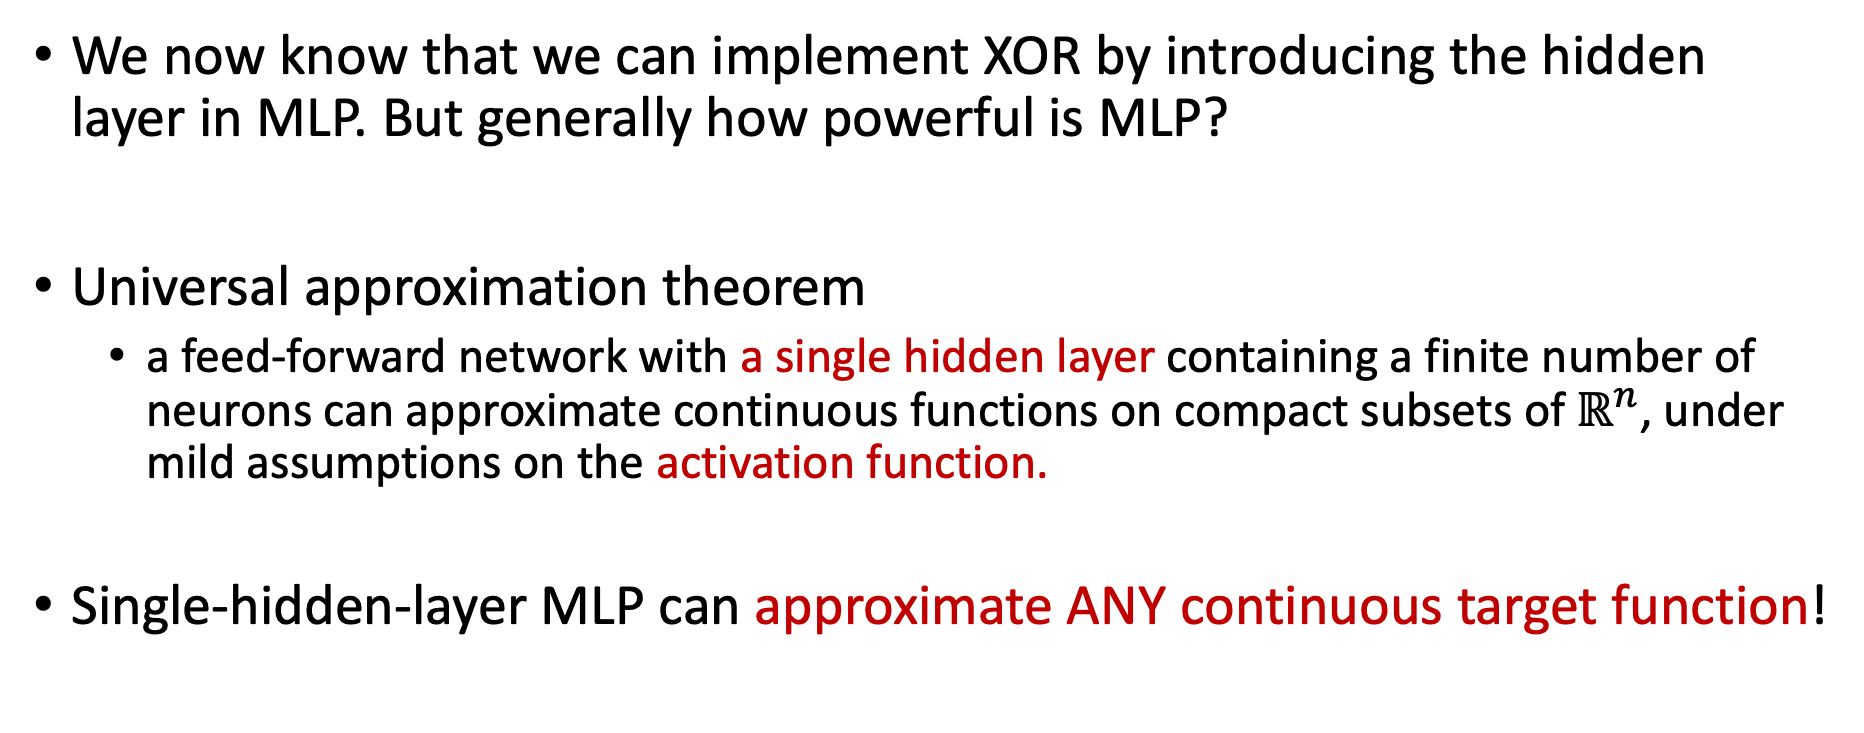 • We now know that we can implement XOR by introducing the hidden
layer in MLP. But generally how powerful is MLP?
• Universal approximation theorem
• a feed-forward network with a single hidden layer containing a finite number of
neurons can approximate continuous functions on compact subsets of ℝⁿ, under
mild assumptions on the activation function.
• Single-hidden-layer MLP can approximate ANY continuous target function!